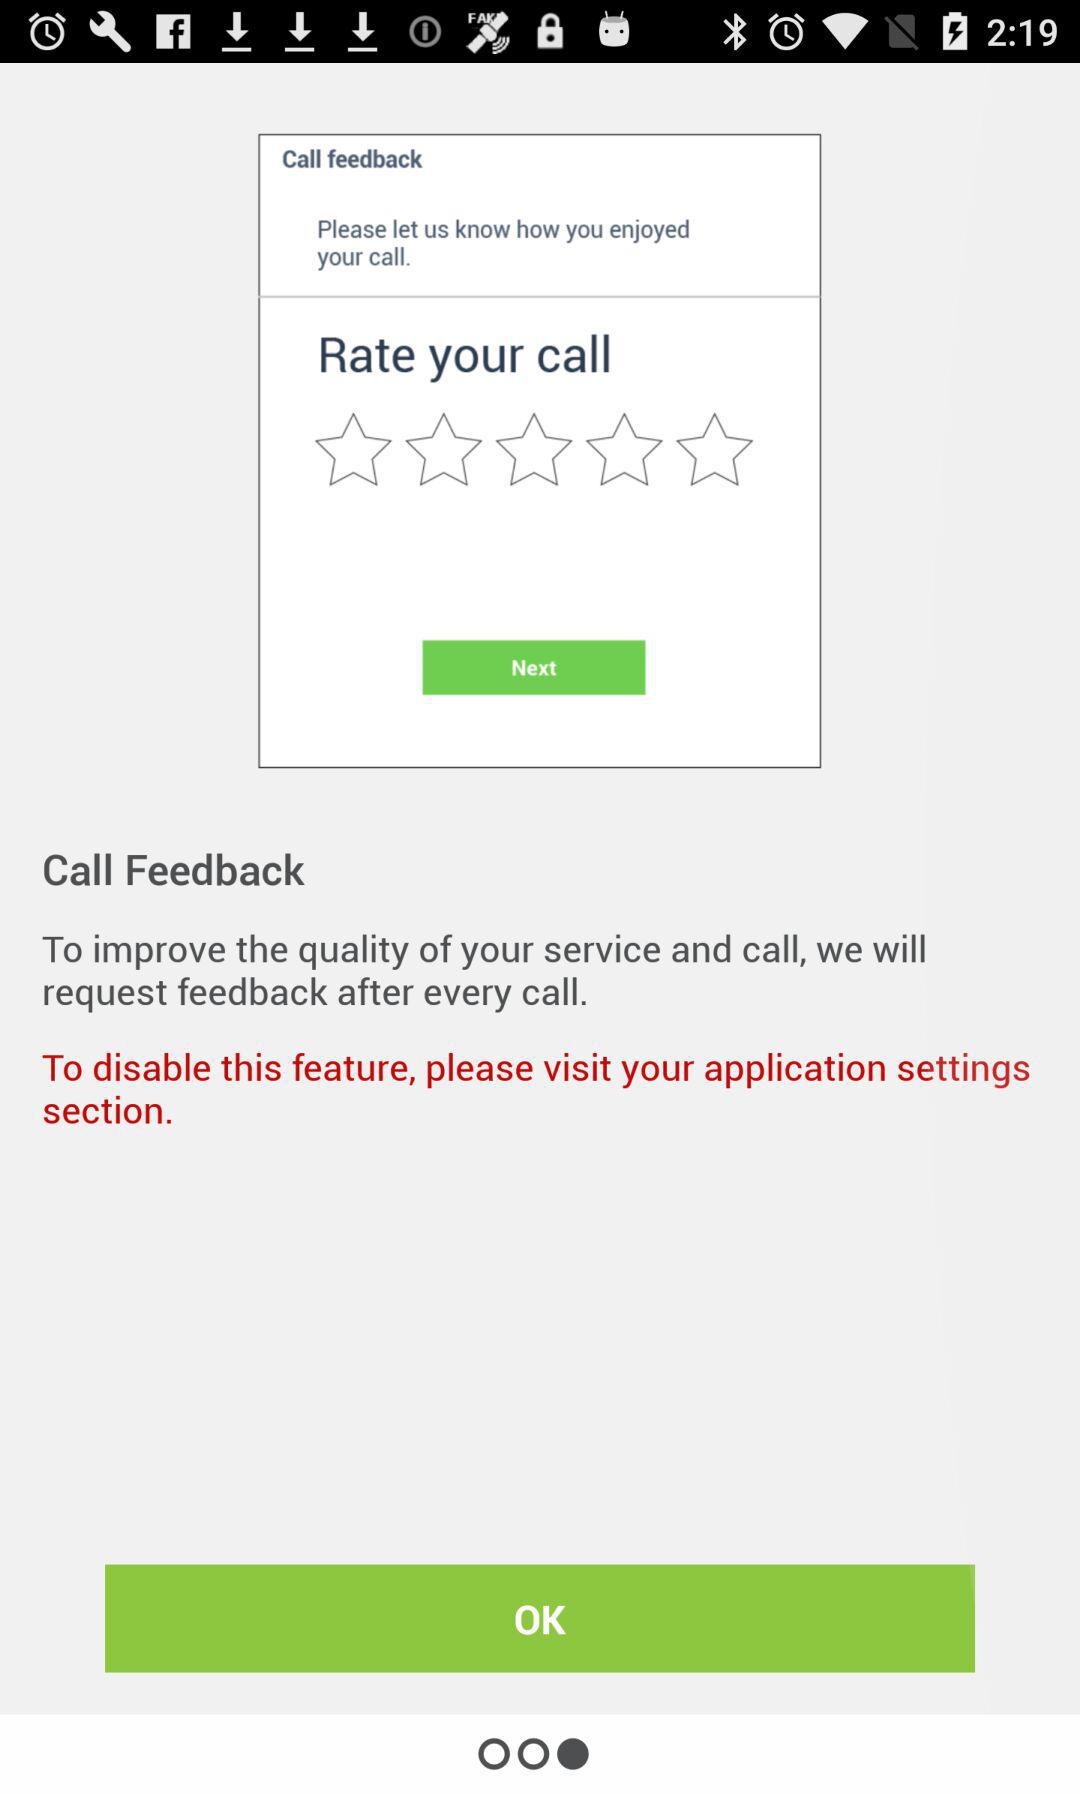 FAKE
2:19
Call feedback
Please let us know how you enjoyed
your call.
Rate your call
Next
Call Feedback
To improve the quality of your service and call, we will
request feedback after every call.
To disable this feature, please visit your application settings
section.
OK